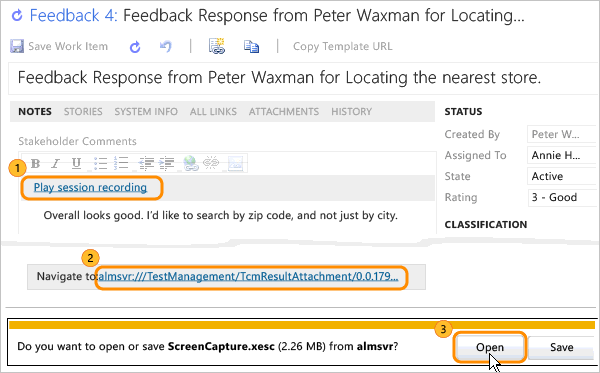 Feedback 4: Feedback Response from Peter Waxman for Locating...
Save Work Item Copy Template URL
Feedback Response from Peter Waxman for Locating the nearest store.
NOTES STORIES SYSTEM INFO ALL LINKS ATTACHMENTS HISTORY
STATUS
Stakeholder Comments
Created By Peter W...
Assigned To Annie H...
State Active
Rating 3 - Good
CLASSIFICATION
B I U
1
Play session recording
Overall looks good. I'd like to search by zip code, and not just by city.
2
Navigate to:almsvr:///TestManagement/TcmResultAttachment/0.0.179...
3
Do you want to open or save ScreenCapture.xesc (2.26 MB) from almsvr?
Open Save